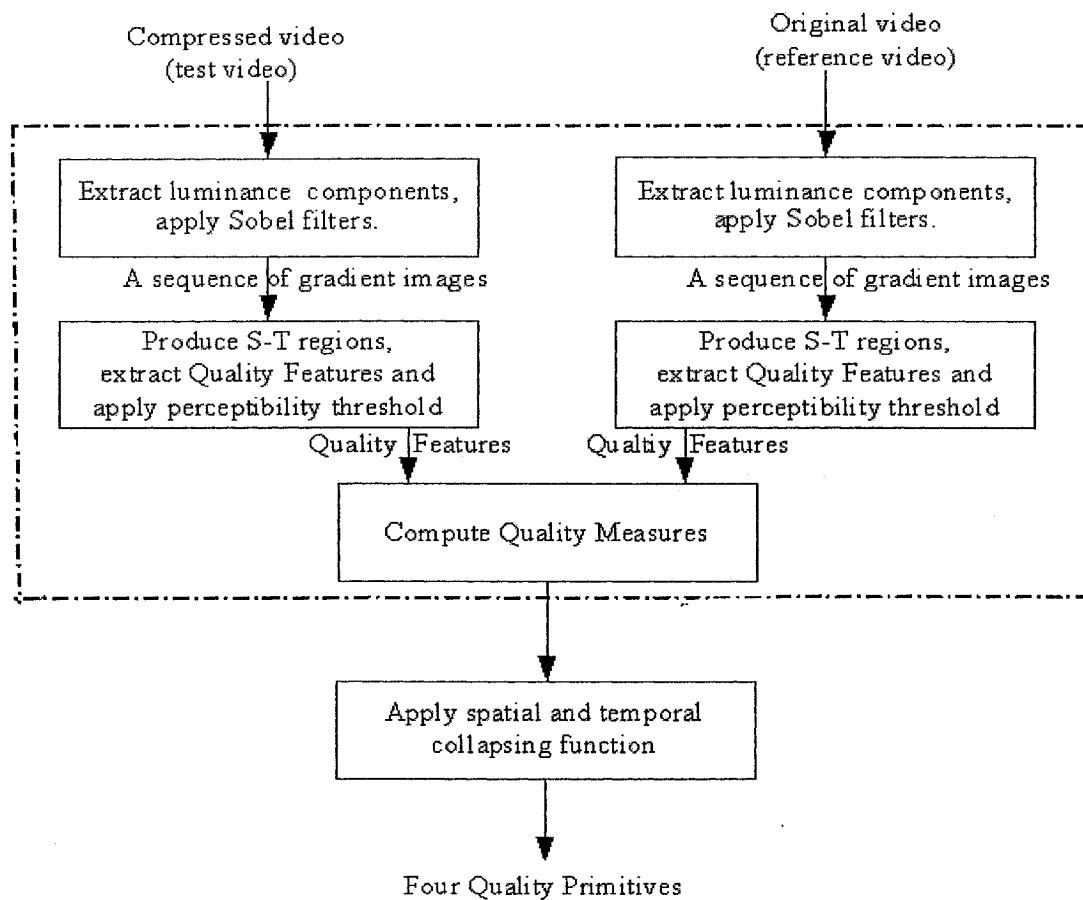 Compressed video
(test video)
Original video
(reference video)
Extract luminance components,
apply Sobel filters.
Extract luminance components,
apply Sobel filters.
A sequence of gradient images
A sequence of gradient images
Produce S-T regions,
extract Quality Features and
apply perceptibility threshold
Produce S-T regions,
extract Quality Features and
apply perceptibility threshold
Quality Features
Qualtiy Features
Compute Quality Measures
Apply spatial and temporal
collapsing function
Four Quality Primitives